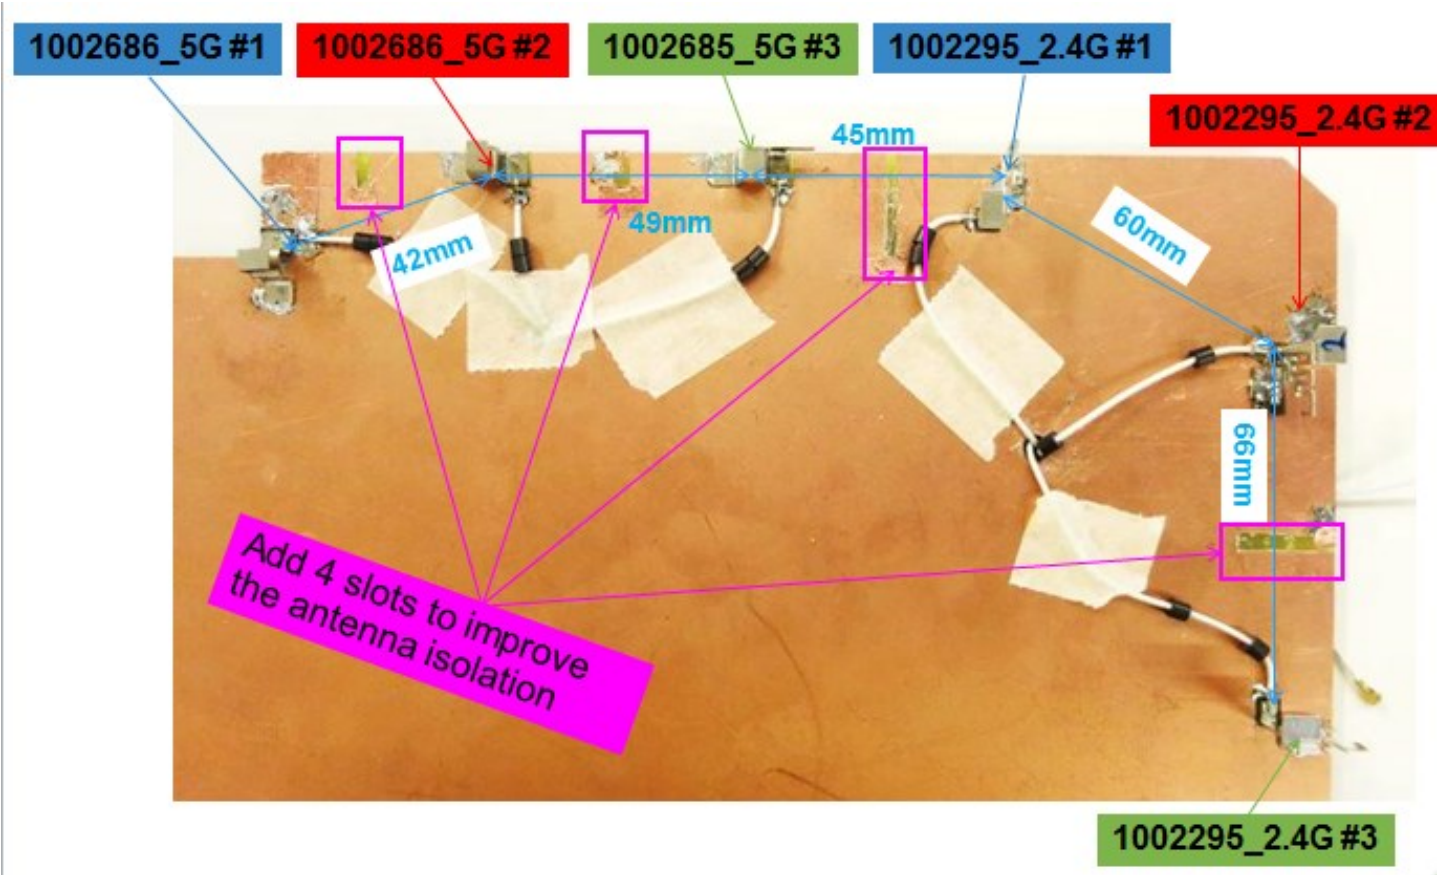 1002686_5G #1
1002686_5G #2
1002685_5G #3
1002295_2.4G #1
1002295_2.4G #2
45mm
49mm
42mm
60mm
66mm
Add 4 slots to improve
the antenna isolation
1002295_2.4G #3